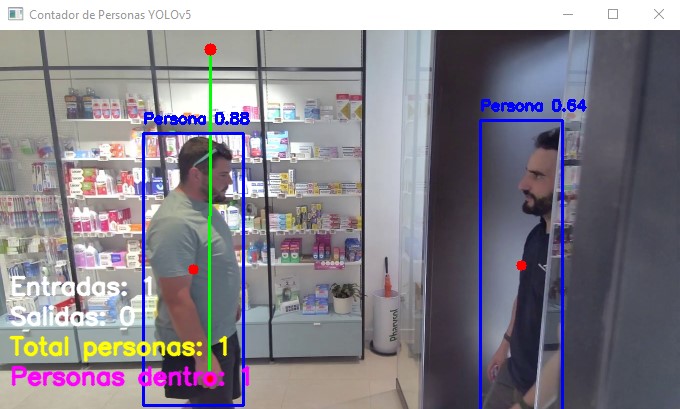 Contador de Personas YOLOv5
Persona 0.88
Persona 0.64
Entradas: 1
Salidas: 0
Total personas: 1
Personas dentro: 1
Pharysol